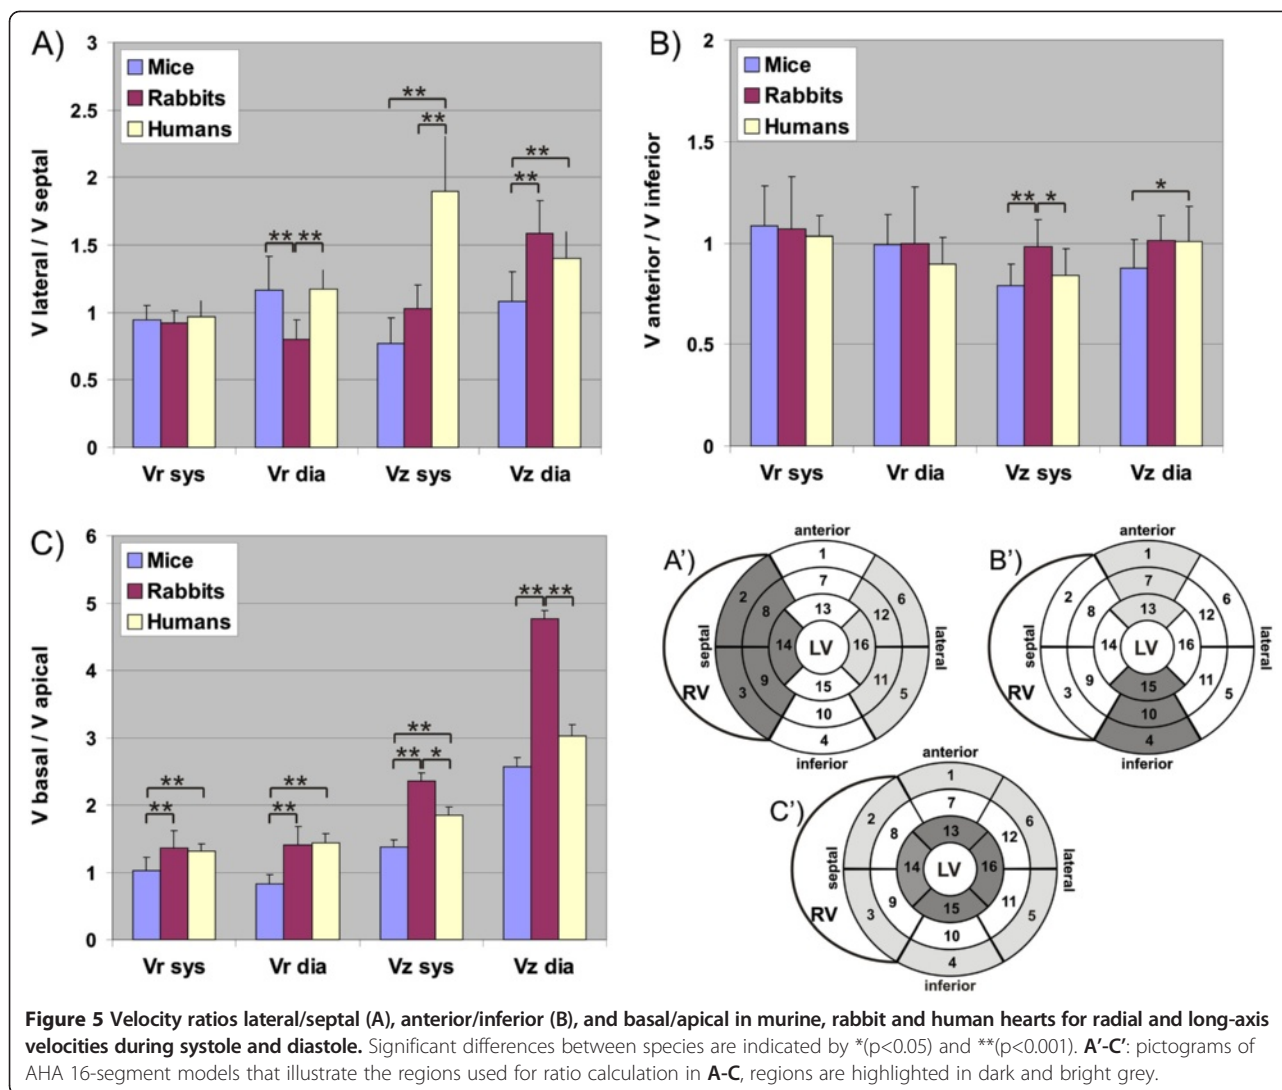 A)
V lateral / V septal
3
2.5
2
1.5
1
0.5
0
Mice
Rabbits
Humans
** ** ** ** ** **
Vr sys Vr dia Vz sys Vz dia
B)
V anterior / V inferior
2
1.5
1
0.5
0
Mice
Rabbits
Humans
** * *
Vr sys Vr dia Vz sys Vz dia
C)
V basal / V apical
6
5
4
3
2
1
0
Mice
Rabbits
Humans
** ** ** ** ** ** * ** **
Vr sys Vr dia Vz sys Vz dia
A')
anterior
1
7
13
2 8 12 6
septal 14 LV 16 lateral
RV 3 9 15 11 5
10
4
inferior
B')
anterior
1
7
13
2 8 12 6
septal 14 LV 16 lateral
RV 3 9 15 11 5
10
4
inferior
C')
anterior
1
7
2 8 13 12 6
septal 14 LV 16 lateral
RV 3 9 15 11 5
10
4
inferior
Figure 5 Velocity ratios lateral/septal (A), anterior/inferior (B), and basal/apical in murine, rabbit and human hearts for radial and long-axis
velocities during systole and diastole. Significant differences between species are indicated by *(p<0.05) and **(p<0.001). A’-C’: pictograms of
AHA 16-segment models that illustrate the regions used for ratio calculation in A-C, regions are highlighted in dark and bright grey.